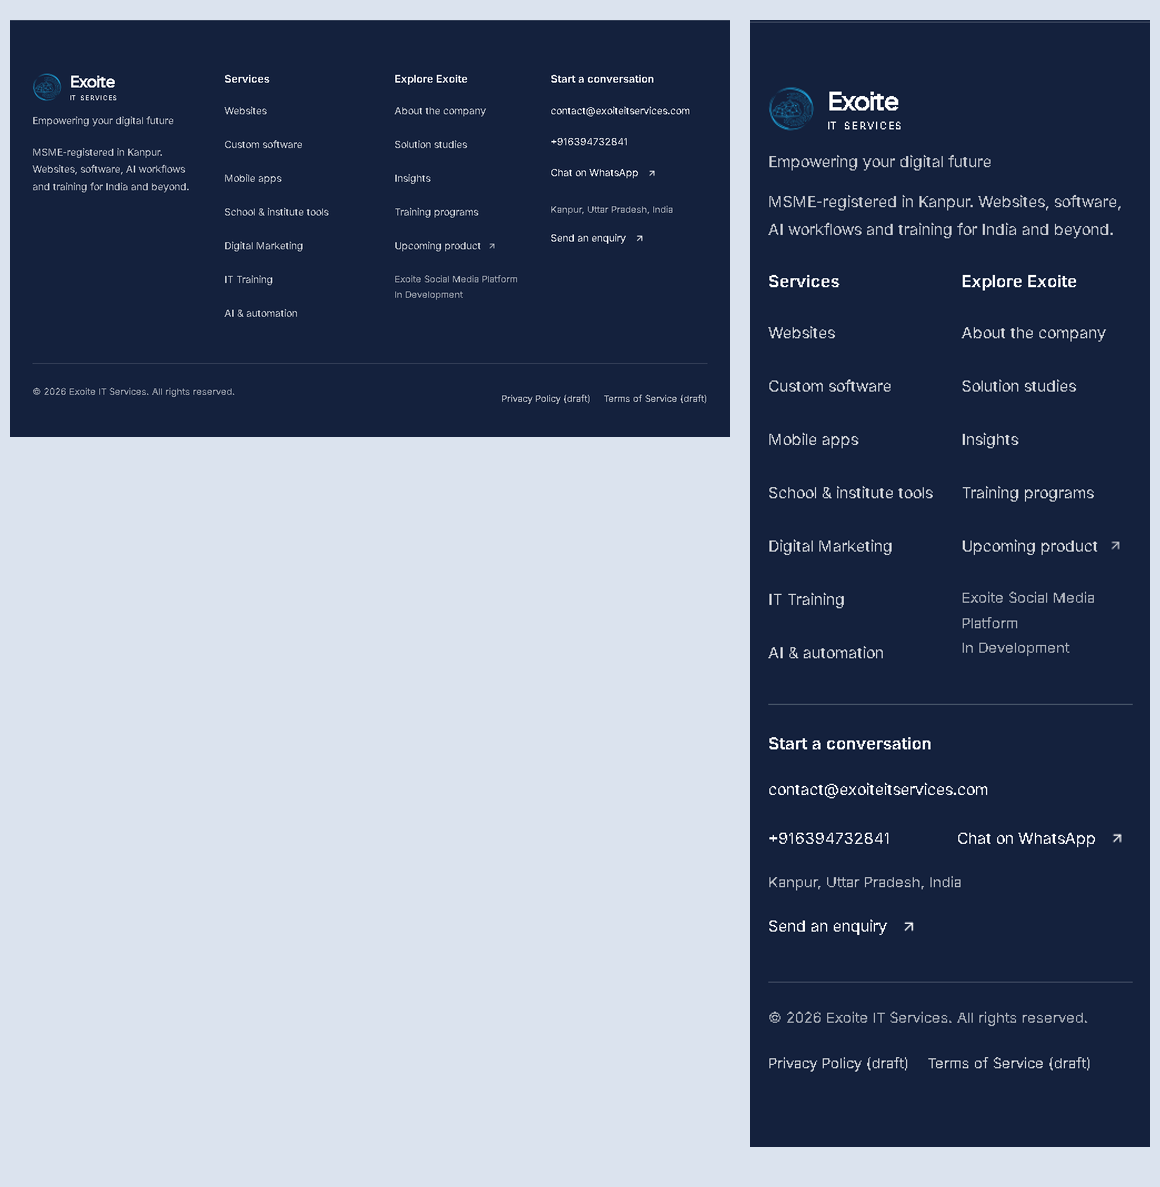 Exoite
IT SERVICES
Empowering your digital future
MSME-registered in Kanpur.
Websites, software, AI workflows
and training for India and beyond.
Services
Websites
Custom software
Mobile apps
School & institute tools
Digital Marketing
IT Training
AI & automation
Explore Exoite
About the company
Solution studies
Insights
Training programs
Upcoming product ↗
Exoite Social Media Platform
In Development
Start a conversation
contact@exoiteitservices.com
+916394732841
Chat on WhatsApp ↗
Kanpur, Uttar Pradesh, India
Send an enquiry ↗
© 2026 Exoite IT Services. All rights reserved.
Privacy Policy (draft) Terms of Service (draft)
Exoite
IT SERVICES
Empowering your digital future
MSME-registered in Kanpur. Websites, software,
AI workflows and training for India and beyond.
Services
Websites
Custom software
Mobile apps
School & institute tools
Digital Marketing
IT Training
AI & automation
Explore Exoite
About the company
Solution studies
Insights
Training programs
Upcoming product ↗
Exoite Social Media
Platform
In Development
Start a conversation
contact@exoiteitservices.com
+916394732841 Chat on WhatsApp ↗
Kanpur, Uttar Pradesh, India
Send an enquiry ↗
© 2026 Exoite IT Services. All rights reserved.
Privacy Policy (draft) Terms of Service (draft)